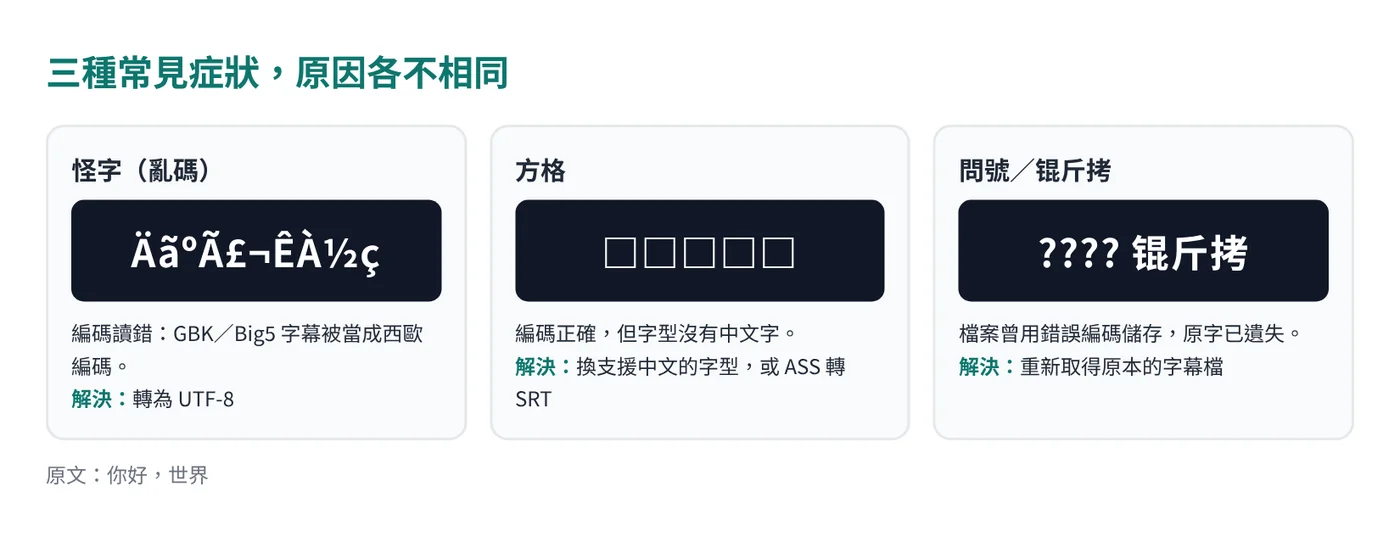 三種常見症狀，原因各不相同
怪字（亂碼）
ÄãºÃ£¬ÊÀ½ç
編碼讀錯：GBK／Big5 字幕被當成西歐
編碼。
解決：轉為 UTF-8
方格
□□□□□
編碼正確，但字型沒有中文字。
解決：換支援中文的字型，或 ASS 轉
SRT
問號／锟斤拷
???? 锟斤拷
檔案曾用錯誤編碼儲存，原字已遺失。
解決：重新取得原本的字幕檔
原文：你好，世界